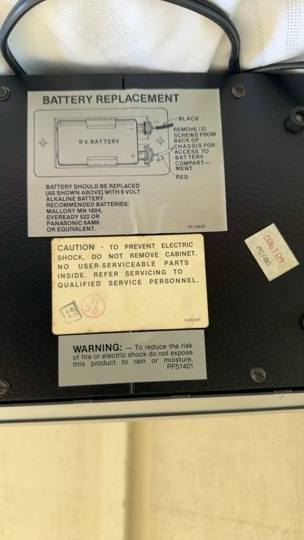 BATTERY REPLACEMENT
BLACK
REMOVE (2)
SCREWS FROM
BACK OF
CHASSIS FOR
ACCESS TO
BATTERY
COMPART-
MENT.
9 V. BATTERY
RED
BATTERY SHOULD BE REPLACED
(AS SHOWN ABOVE) WITH 9 VOLT
ALKALINE BATTERY.
RECOMMENDED BATTERIES:
MALLORY MN 1604,
EVEREADY 522 OR
PANASONIC 6AM6
OR EQUIVALENT.
CAUTION - TO PREVENT ELECTRIC
SHOCK, DO NOT REMOVE CABINET.
NO USER-SERVICEABLE PARTS
INSIDE. REFER SERVICING TO
QUALIFIED SERVICE PERSONNEL.
WARNING: — To reduce the risk
of fire or electric shock do not expose
this product to rain or moisture.
PF51401